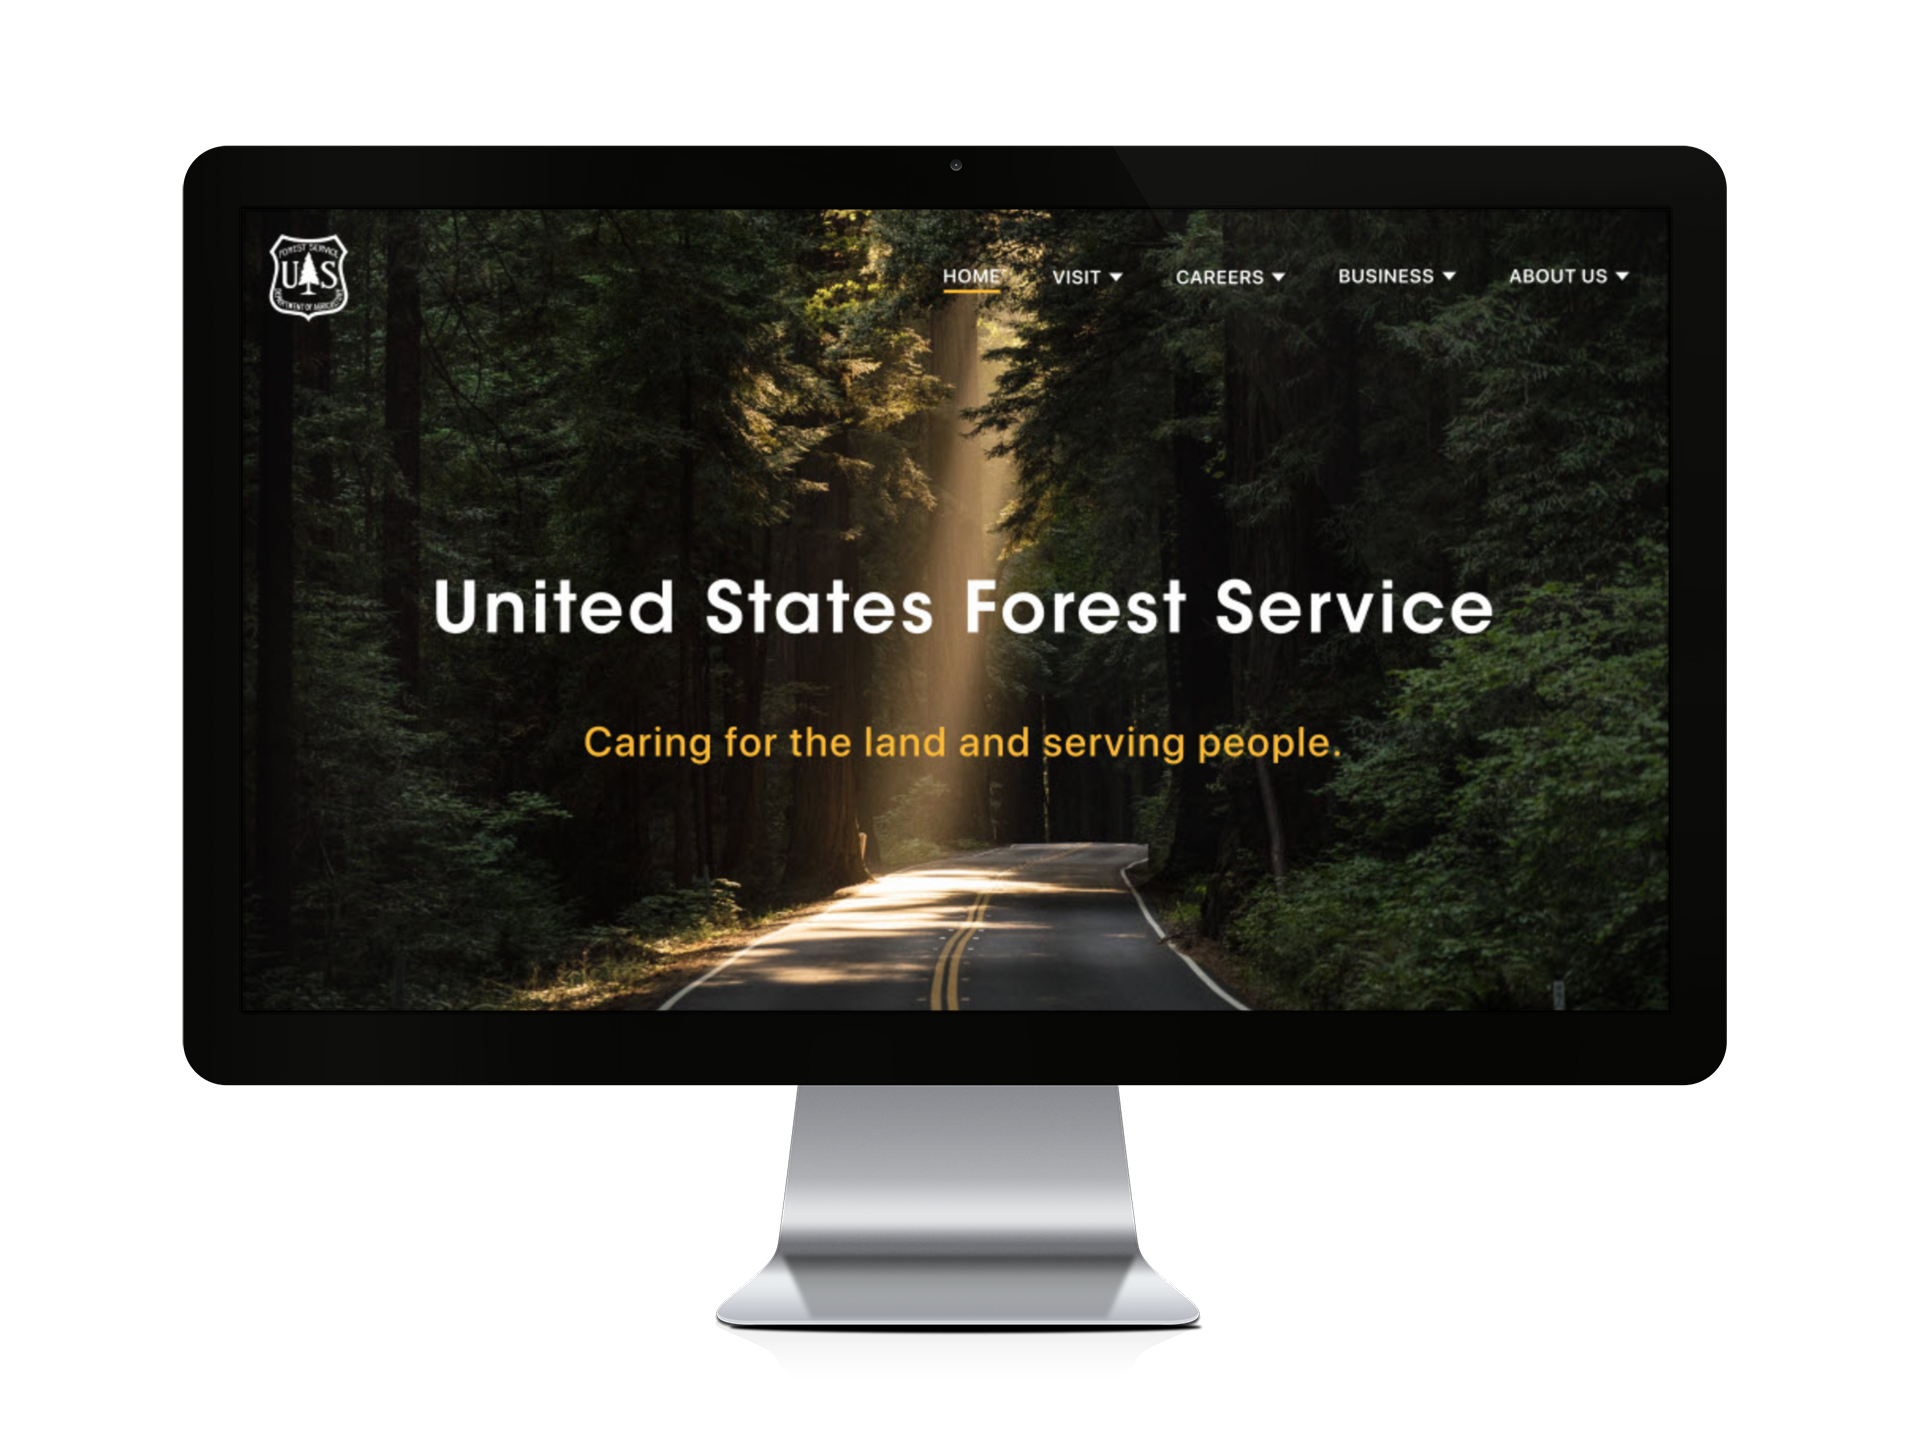 FOREST SERVICE
U S
DEPARTMENT OF AGRICULTURE
HOME VISIT CAREERS BUSINESS ABOUT US
United States Forest Service
Caring for the land and serving people.